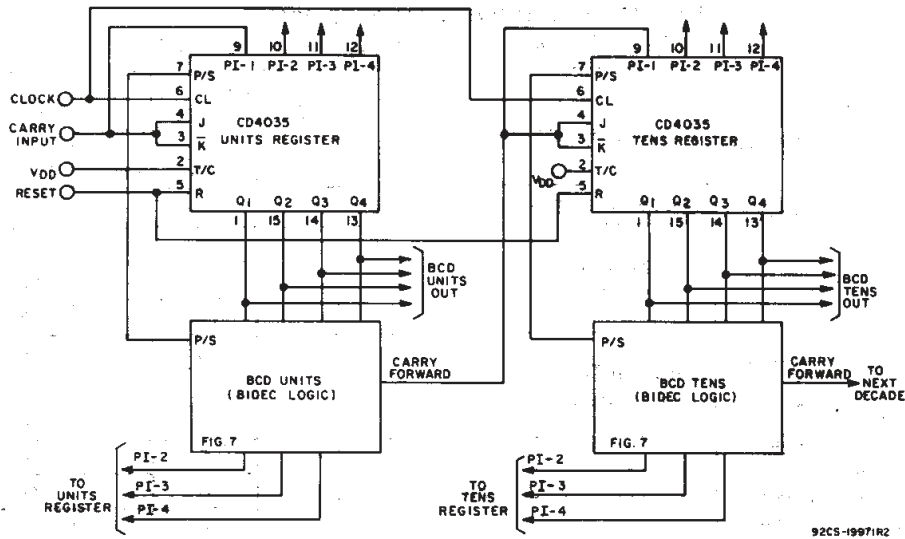 9 10 11 12
PI-1 PI-2 PI-3 PI-4
7 P/S
CLOCK
6 CL
CARRY INPUT
4 J
3 K̅
CD4035
UNITS REGISTER
VDD
2 T/C
RESET
5 R
Q1 Q2 Q3 Q4
1 15 14 13
BCD
UNITS
OUT
P/S
BCD UNITS
(BIDEC LOGIC)
FIG. 7
CARRY
FORWARD
TO
UNITS
REGISTER
PI-2
PI-3
PI-4
9 10 11 12
PI-1 PI-2 PI-3 PI-4
7 P/S
6 CL
4 J
3 K̅
CD4035
TENS REGISTER
VDD
2 T/C
5 R
Q1 Q2 Q3 Q4
1 15 14 13
BCD
TENS
OUT
P/S
BCD TENS
(BIDEC LOGIC)
FIG. 7
CARRY
FORWARD
TO
NEXT
DECADE
TO
TENS
REGISTER
PI-2
PI-3
PI-4
92CS-19971R2